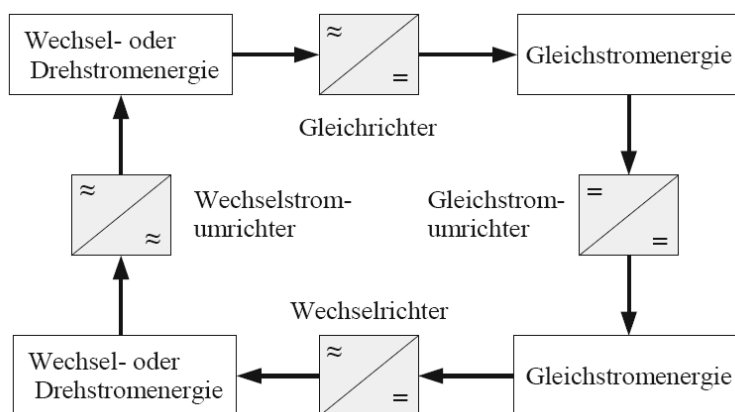 Wechsel- oder
Drehstromenergie
≈
=
Gleichstromenergie
Gleichrichter
≈
≈
Wechselstrom-
umrichter
Gleichstrom-
umrichter
=
=
Wechselrichter
Wechsel- oder
Drehstromenergie
≈
=
Gleichstromenergie